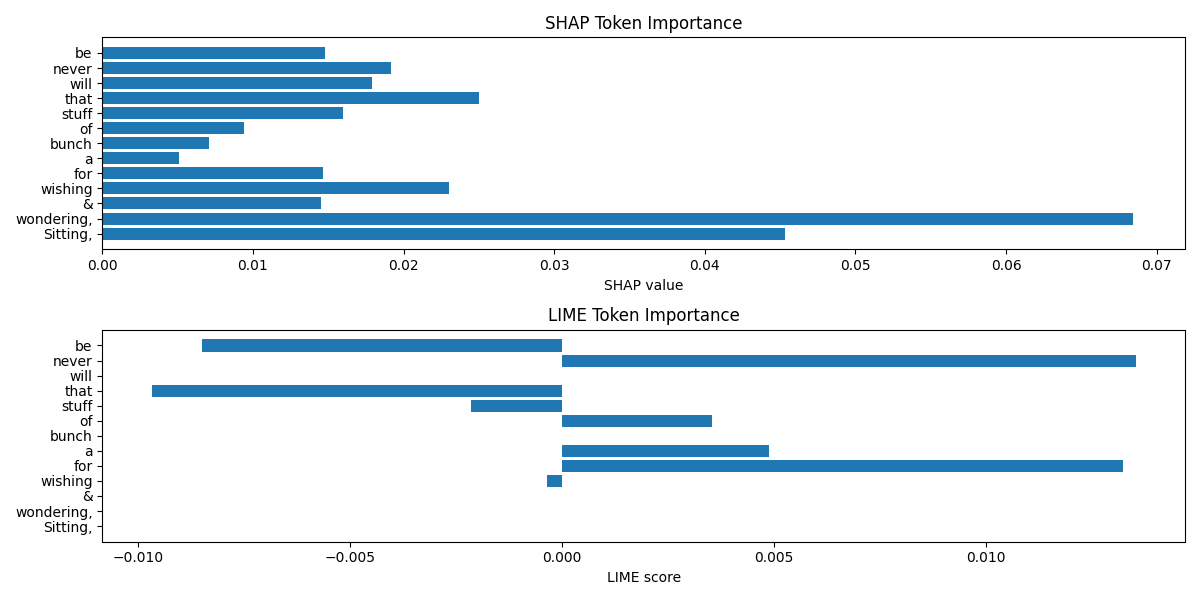 SHAP Token Importance
be
never
will
that
stuff
of
bunch
a
for
wishing
&
wondering,
Sitting,
0.00 0.01 0.02 0.03 0.04 0.05 0.06 0.07
SHAP value
LIME Token Importance
be
never
will
that
stuff
of
bunch
a
for
wishing
&
wondering,
Sitting,
−0.010 −0.005 0.000 0.005 0.010
LIME score